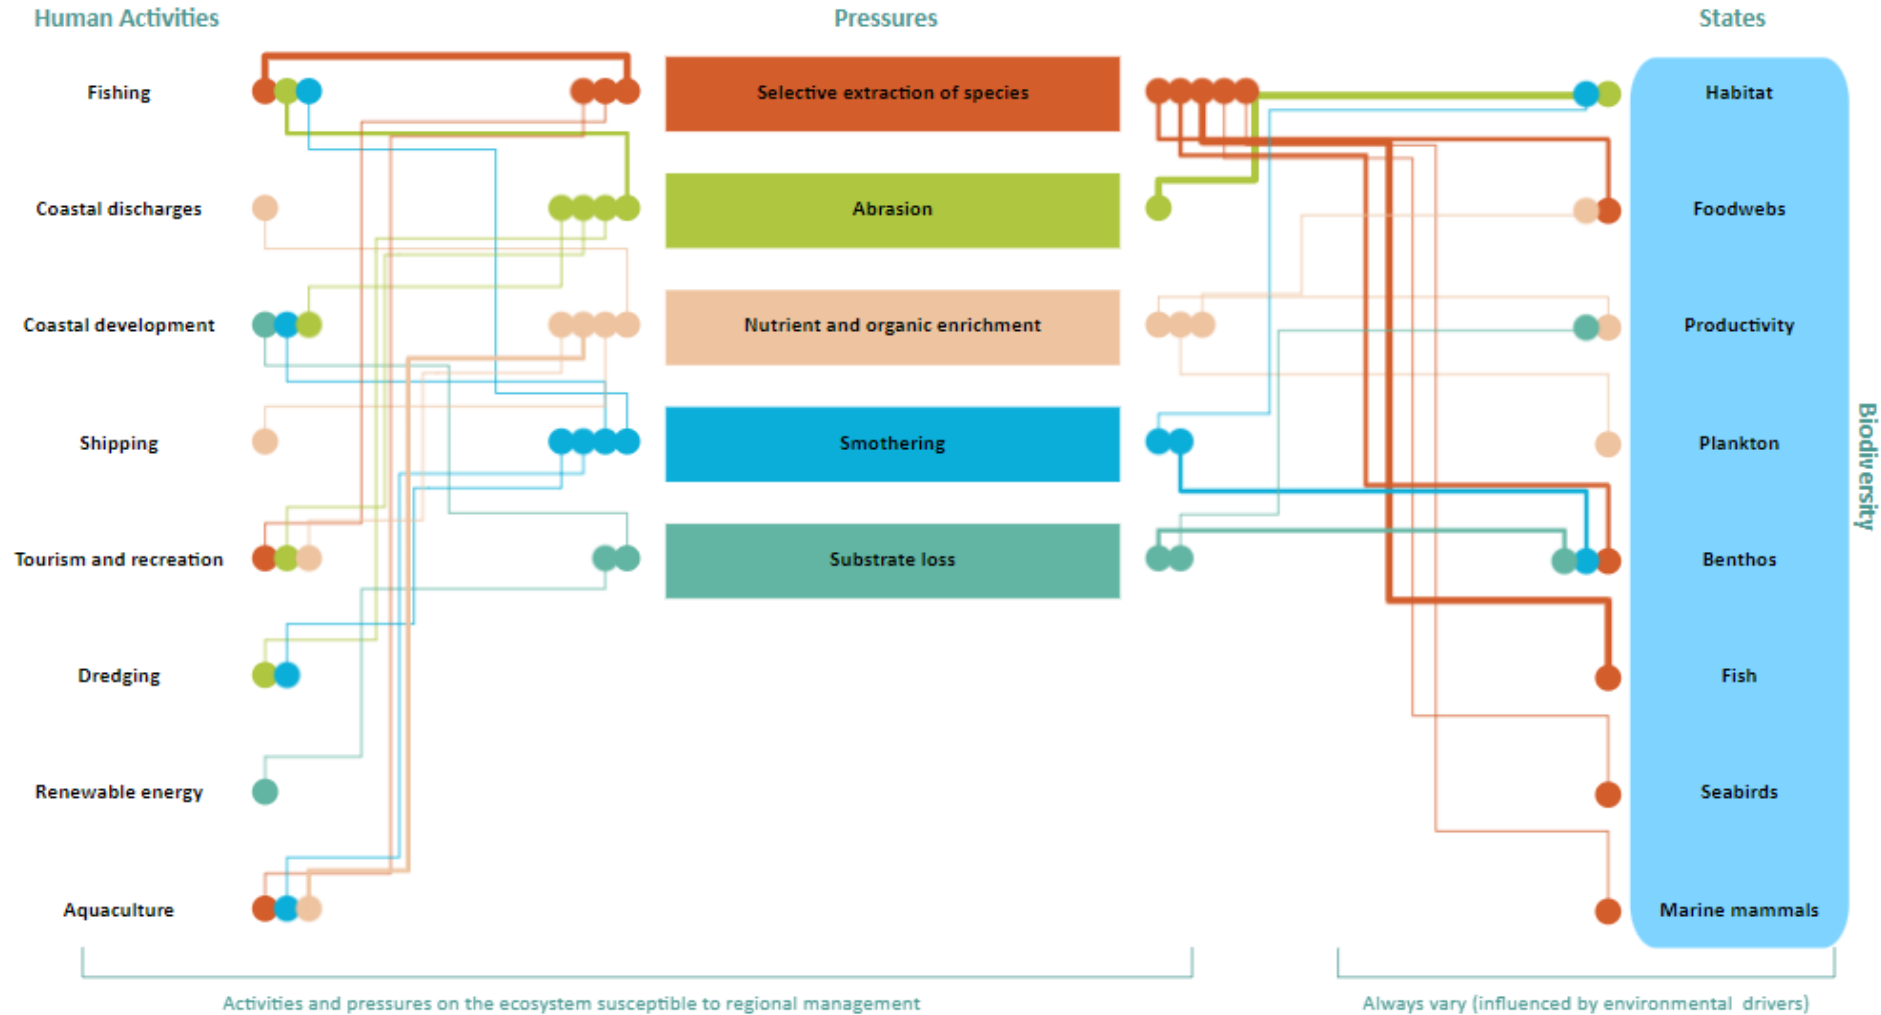 Human Activities
Pressures
States
Fishing
Selective extraction of species
Habitat
Coastal discharges
Abrasion
Foodwebs
Coastal development
Nutrient and organic enrichment
Productivity
Shipping
Smothering
Plankton
Biodiversity
Tourism and recreation
Substrate loss
Benthos
Dredging
Fish
Renewable energy
Seabirds
Aquaculture
Marine mammals
Activities and pressures on the ecosystem susceptible to regional management
Always vary (influenced by environmental drivers)